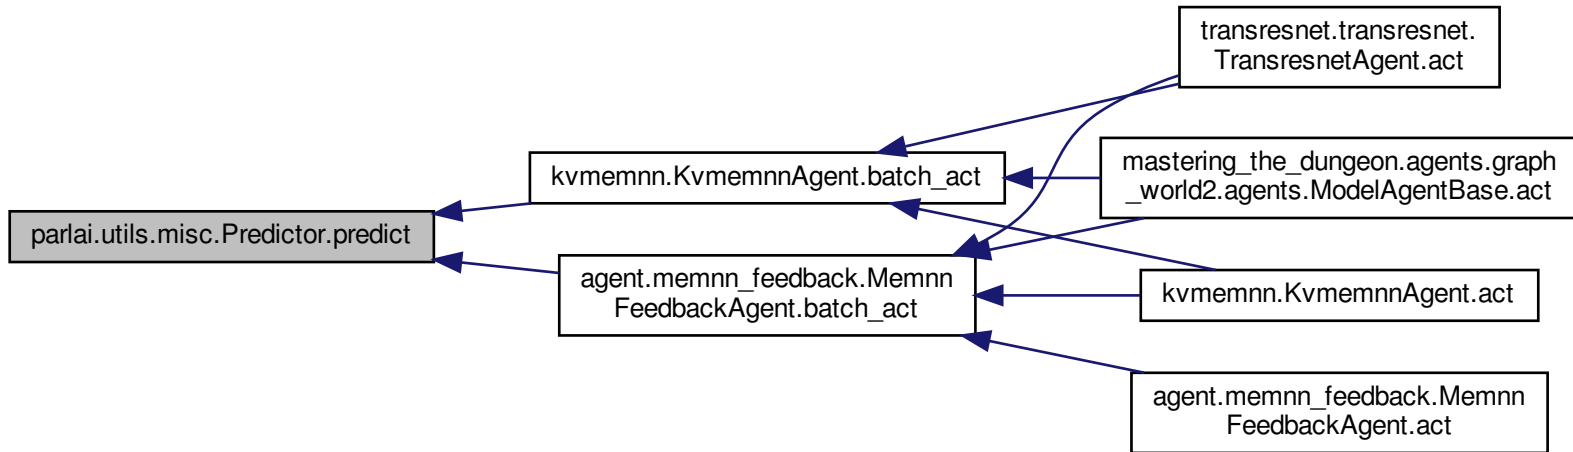 parlai.utils.misc.Predictor.predict
kvmemnn.KvmemnnAgent.batch_act
agent.memnn_feedback.Memnn
FeedbackAgent.batch_act
transresnet.transresnet.
TransresnetAgent.act
mastering_the_dungeon.agents.graph
_world2.agents.ModelAgentBase.act
kvmemnn.KvmemnnAgent.act
agent.memnn_feedback.Memnn
FeedbackAgent.act